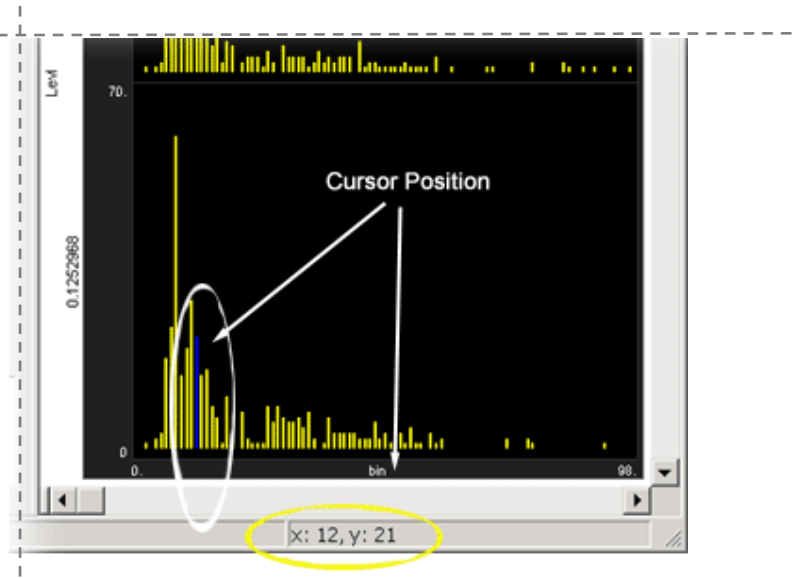 Levl
70.
Cursor Position
0.1252968
0
0.
bin
98.
x: 12, y: 21